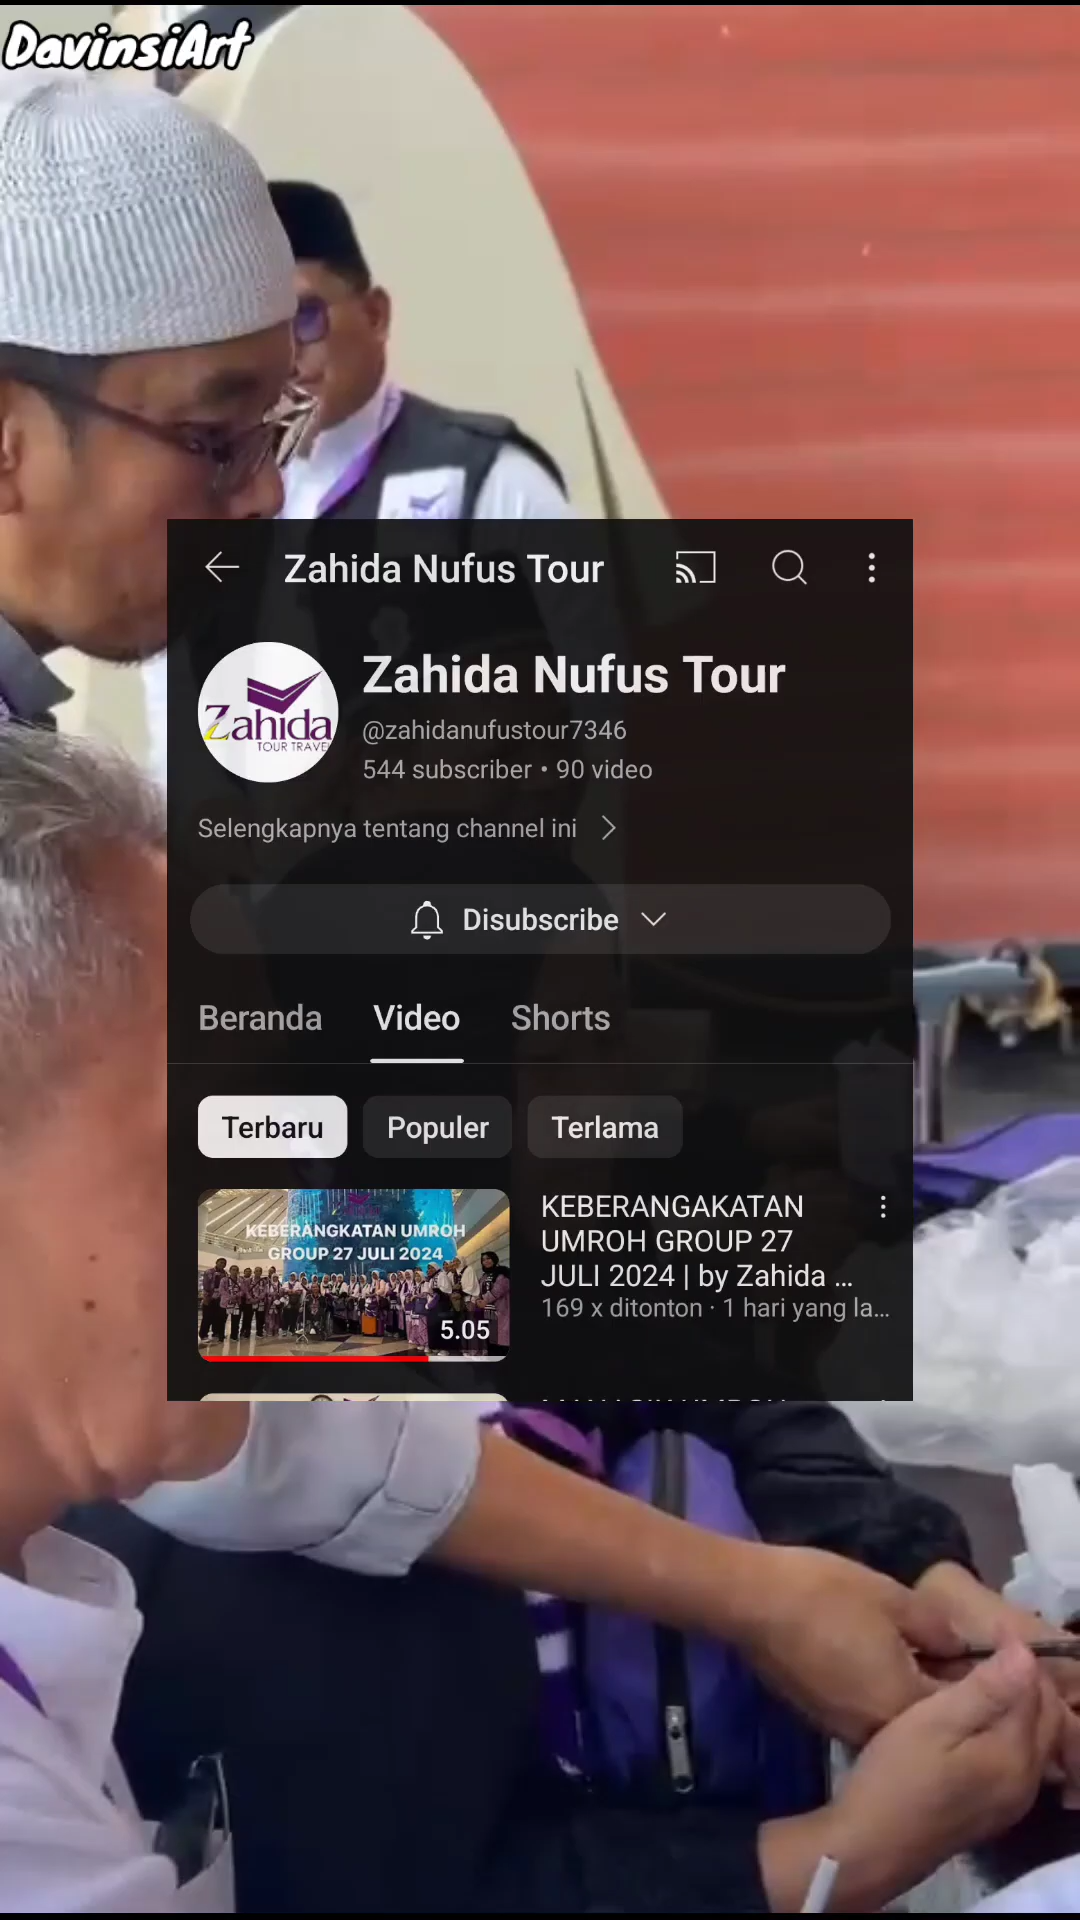 DavinsiArt
Zahida Nufus Tour
Zahida
TOUR TRAVEL
Zahida Nufus Tour
@zahidanufustour7346
544 subscriber • 90 video
Selengkapnya tentang channel ini
Disubscribe
Beranda Video Shorts
Terbaru Populer Terlama
KEBERANGKATAN UMROH
GROUP 27 JULI 2024
5.05
KEBERANGAKATAN
UMROH GROUP 27
JULI 2024 | by Zahida ...
169 x ditonton · 1 hari yang la...